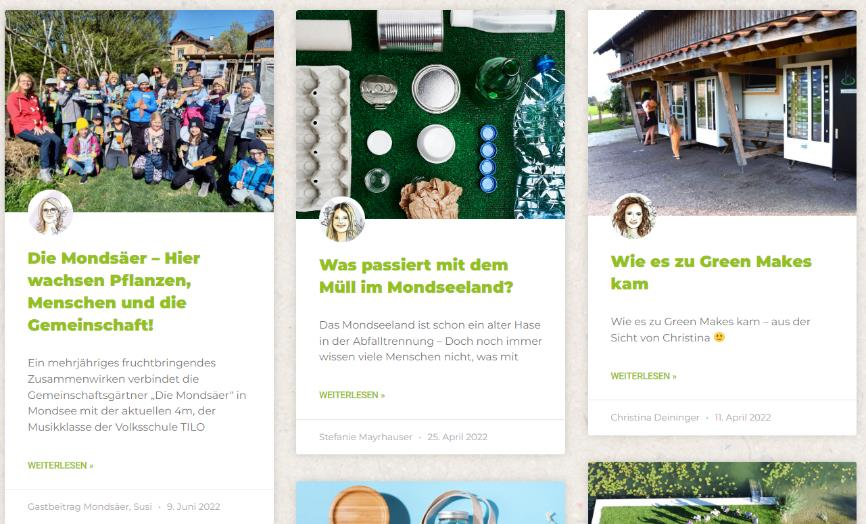 Die Mondsäer – Hier
wachsen Pflanzen,
Menschen und die
Gemeinschaft!
Ein mehrjähriges fruchtbringendes
Zusammenwirken verbindet die
Gemeinschaftsgärtner „Die Mondsäer" in
Mondsee mit der aktuellen 4m, der
Musikklasse der Volksschule TILO
WEITERLESEN »
Gastbeitrag Mondsäer, Susi • 9. Juni 2022
Was passiert mit dem
Müll im Mondseeland?
Das Mondseeland ist schon ein alter Hase
in der Abfalltrennung – Doch noch immer
wissen viele Menschen nicht, was mit
WEITERLESEN »
Stefanie Mayrhauser • 25. April 2022
Wie es zu Green Makes
kam
Wie es zu Green Makes kam – aus der
Sicht von Christina 🙂
WEITERLESEN »
Christina Deininger • 11. April 2022